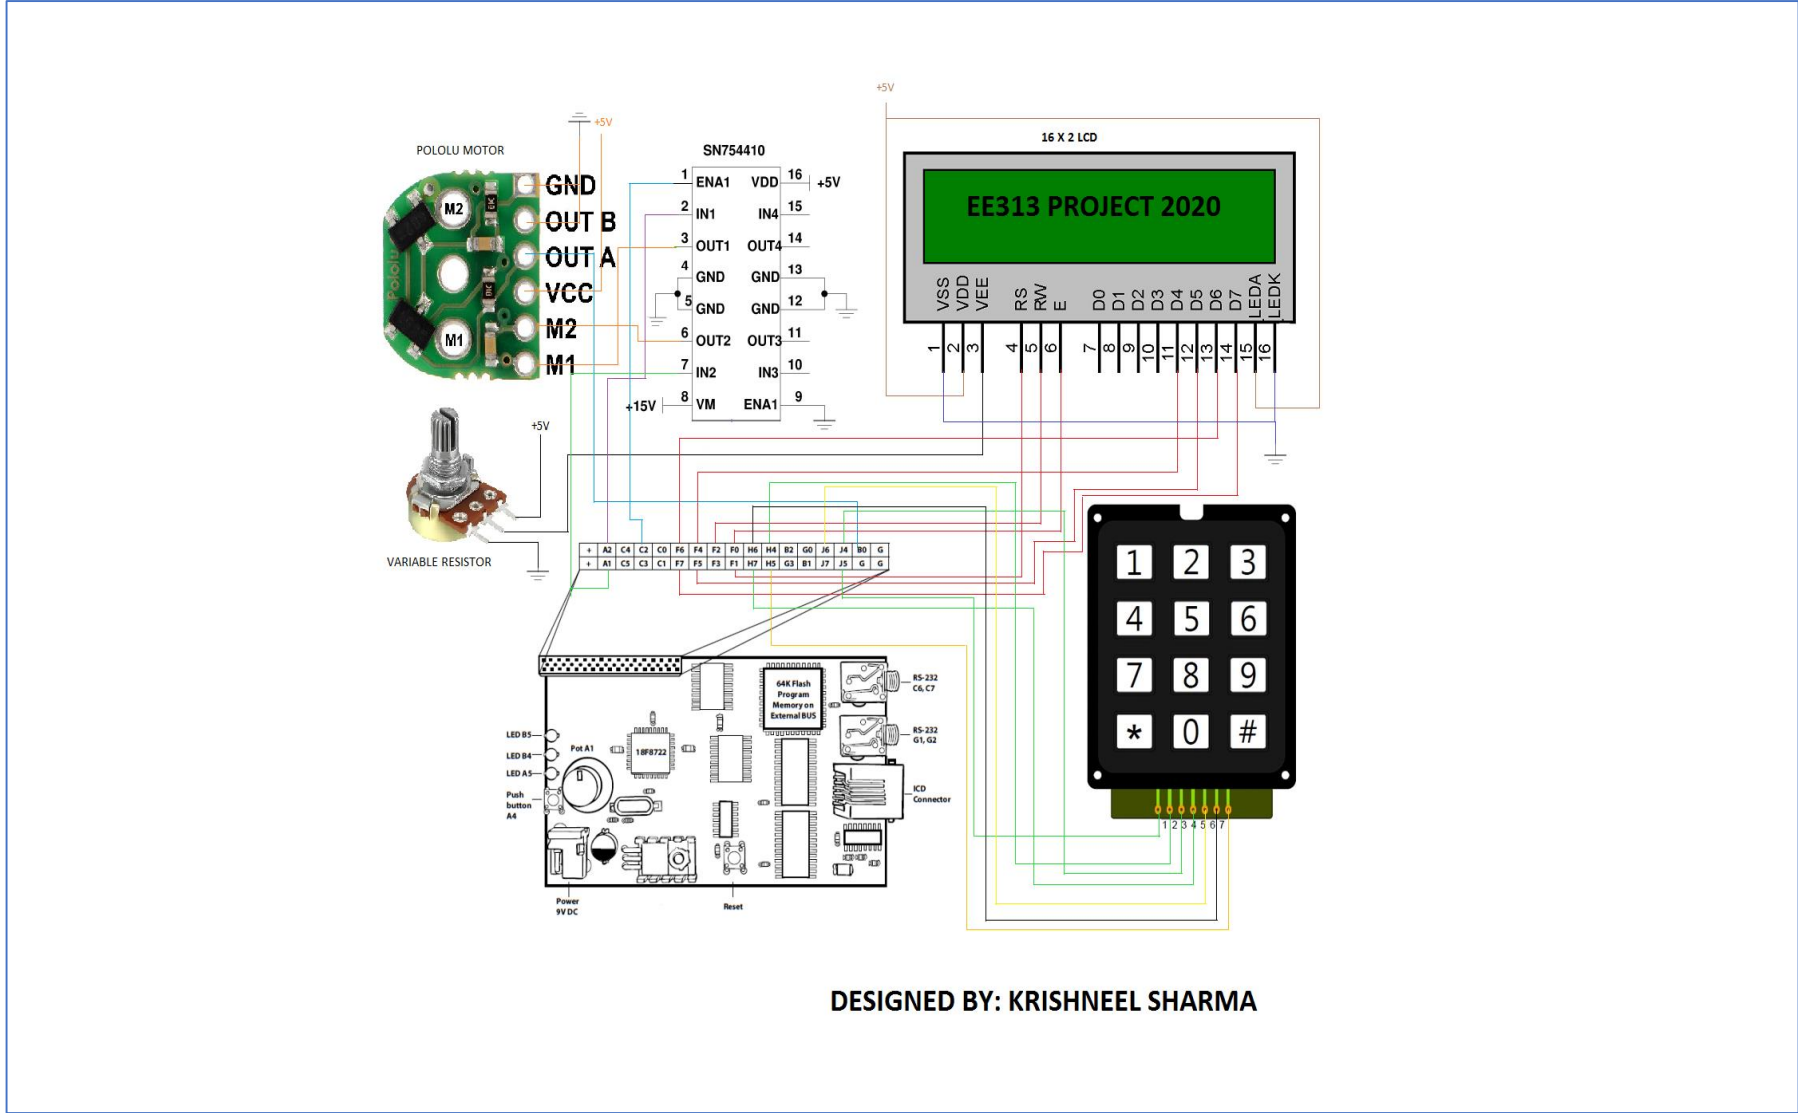 +5V
16 X 2 LCD
EE313 PROJECT 2020
VSS
VDD
VEE
RS
RW
E
D0
D1
D2
D3
D4
D5
D6
D7
LEDA
LEDK
1
2
3
4
5
6
7
8
9
10
11
12
13
14
15
16
+5V
POLOLU MOTOR
M2
M1
Pololu
GND
OUT B
OUT A
VCC
M2
M1
SN754410
1 ENA1 VDD 16 +5V
2 IN1 IN4 15
3 OUT1 OUT4 14
4 GND GND 13
5 GND GND 12
6 OUT2 OUT3 11
7 IN2 IN3 10
+15V 8 VM ENA1 9
+5V
VARIABLE RESISTOR
+ A2 C4 C2 C0 F6 F4 F2 F0 H6 H4 B2 G0 J6 J4 B0 G
+ A1 C5 C3 C1 F7 F5 F3 F1 H7 H5 G3 B1 J7 J5 G G
1 2 3
4 5 6
7 8 9
* 0 #
1 2 3 4 5 6 7
64K Flash
Program
Memory on
External BUS
RS-232
C6, C7
RS-232
G1, G2
ICD
Connector
LED B5
LED B4
LED A5
Push
button
A4
Pot A1
18F8722
Power
9V DC
Reset
DESIGNED BY: KRISHNEEL SHARMA